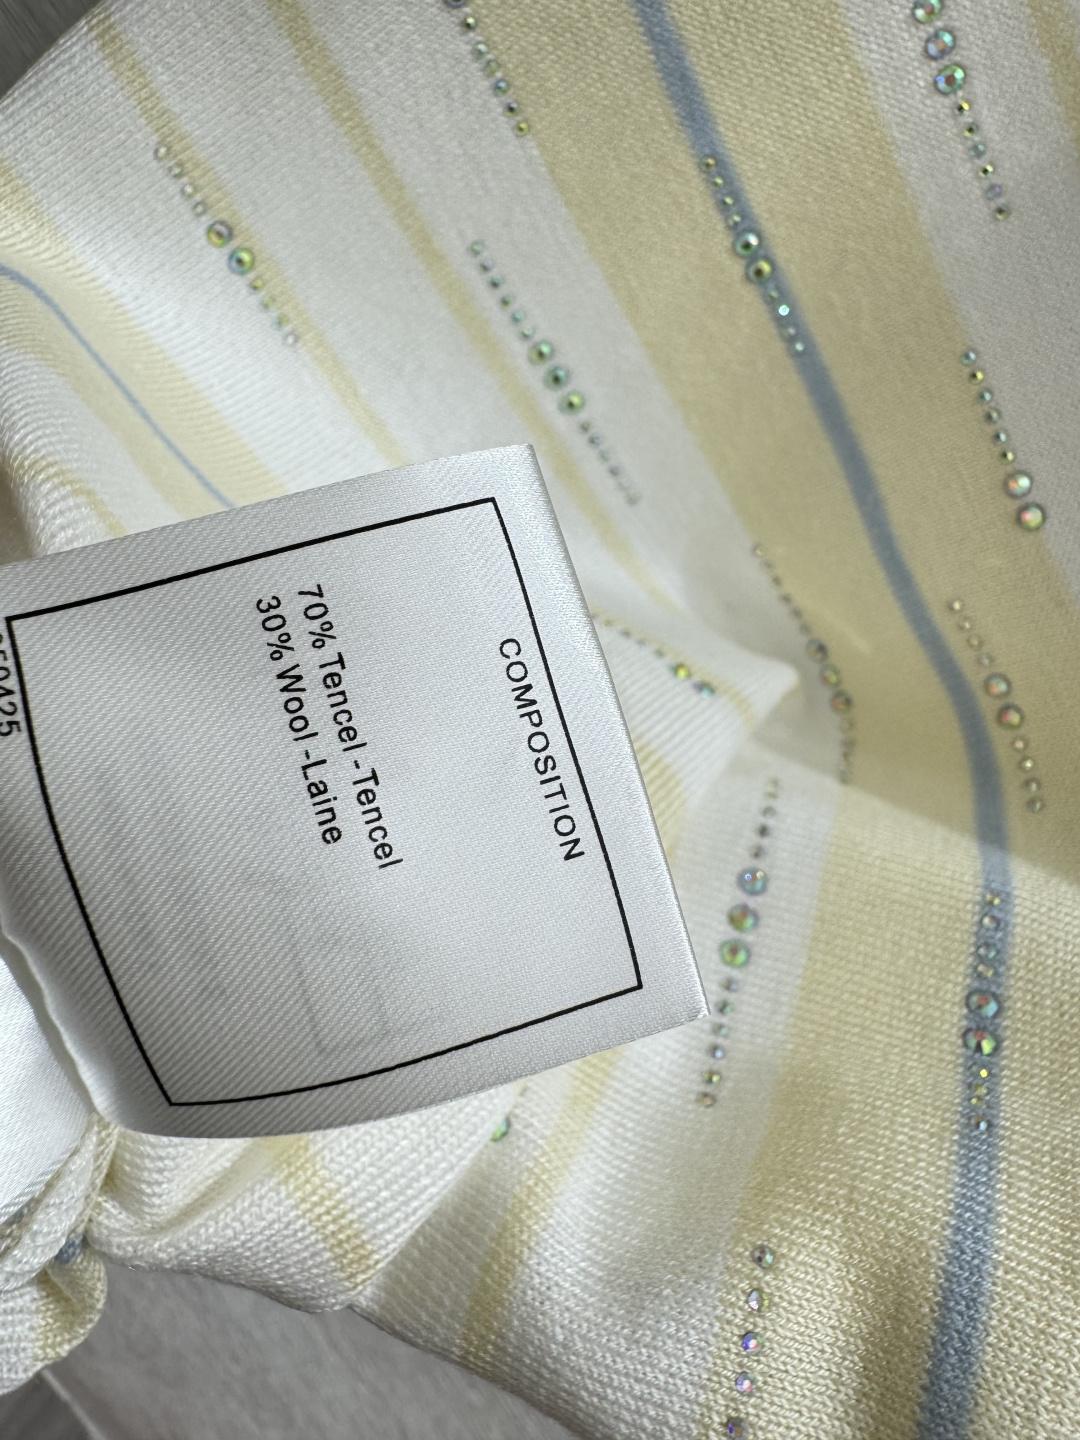 COMPOSITION
70% Tencel -Tencel
30% Wool -Laine